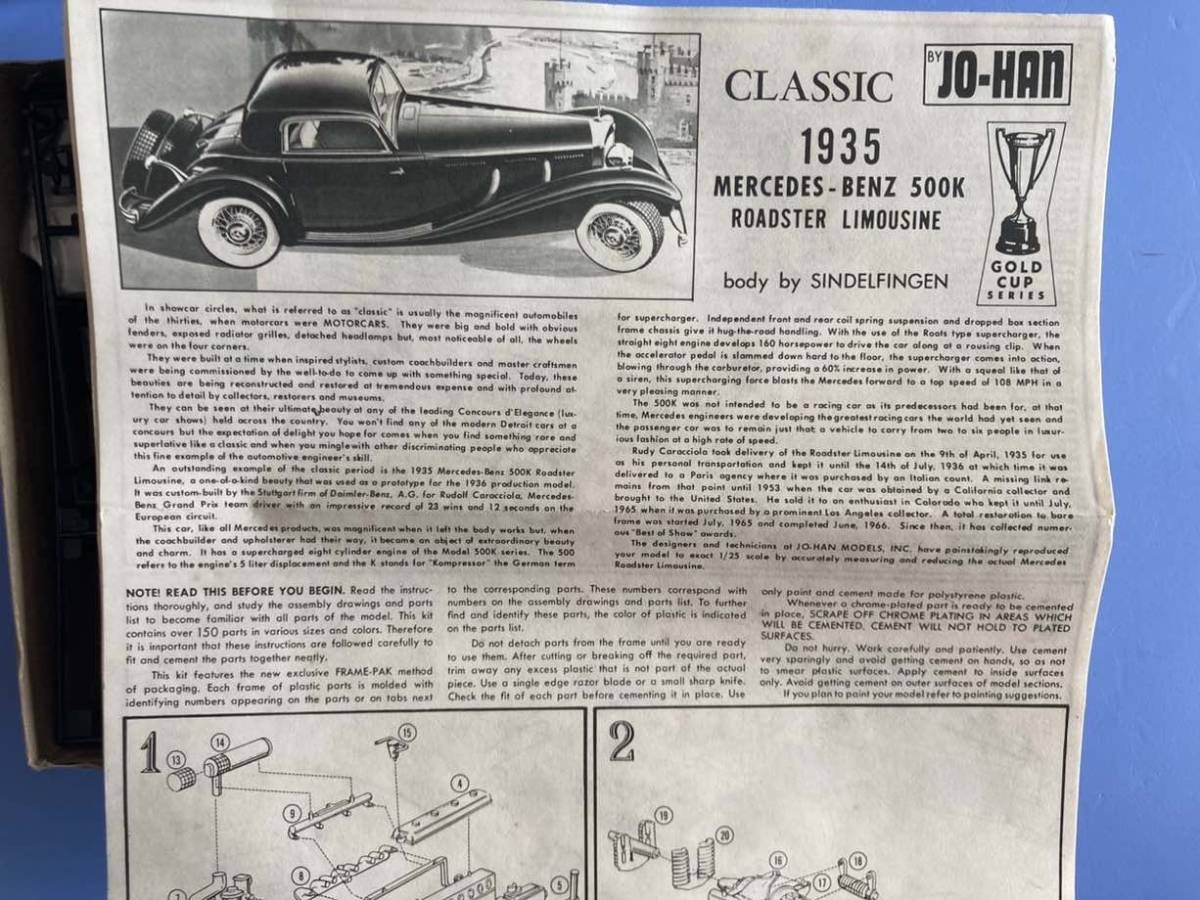 CLASSIC
BY JO-HAN
1935
MERCEDES-BENZ 500K
ROADSTER LIMOUSINE
body by SINDELFINGEN
GOLD
CUP
SERIES
In showcar circles, what is referred to as "classic" is usually the magnificent automobiles
of the thirties, when motorcars were MOTORCARS. They were big and bold with obvious
fenders, exposed radiator grilles, detached headlamps but, most noticeable of all, the wheels
were on the four corners.
They were built at a time when inspired stylists, custom coachbuilders and master craftsmen
were being commissioned by the well-to-do to come up with something special. Today, these
beauties are being reconstructed and restored at tremendous expense and with profound at-
tention to detail by collectors, restorers and museums.
They can be seen at their ultimate beauty at any of the leading Concours d'Elegance (lux-
ury car shows) held across the country. You won't find any of the modern Detroit cars at a
concours but the expectation of delight you hope for comes when you find something rare and
superlative like a classic and when you mingle with other discriminating people who appreciate
this fine example of the automotive engineer's skill.
An outstanding example of the classic period is the 1935 Mercedes-Benz 500K Roadster
Limousine, a one-of-a-kind beauty that was used as a prototype for the 1936 production model.
It was custom-built by the Stuttgart firm of Daimler-Benz, A.G. for Rudolf Caracciola, Mercedes-
Benz Grand Prix team driver with an impressive record of 23 wins and 12 seconds on the
European circuit.
This car, like all Mercedes products, was magnificent when it left the body works but, when
the coachbuilder and upholsterer had their way, it became an object of extraordinary beauty
and charm. It has a supercharged eight cylinder engine of the Model 500K series. The 500
refers to the engine's 5 liter displacement and the K stands for "Kompressor" the German term
for supercharger. Independent front and rear coil spring suspension and dropped box section
frame chassis give it hug-the-road handling. With the use of the Roots type supercharger, the
straight eight engine develops 160 horsepower to drive the car along at a rousing clip. When
the accelerator pedal is slammed down hard to the floor, the supercharger comes into action,
blowing through the carburetor, providing a 60% increase in power. With a squeal like that of
a siren, this supercharging force blasts the Mercedes forward to a top speed of 108 MPH in a
very pleasing manner.
The 500K was not intended to be a racing car as its predecessors had been for, at that
time, Mercedes engineers were developing the greatest racing cars the world had yet seen and
the passenger car was to remain just that; a vehicle to carry from two to six people in luxur-
ious fashion at a high rate of speed.
Rudy Caracciola took delivery of the Roadster Limousine on the 9th of April, 1935 for use
as his personal transportation and kept it until the 14th of July, 1936 at which time it was
delivered to a Paris agency where it was purchased by an Italian count. A missing link re-
mains from that point until 1953 when the car was obtained by a California collector and
brought to the United States. He sold it to an enthusiast in Colorado who kept it until July,
1965 when it was purchased by a prominent Los Angeles collector. A total restoration to bare
frame was started July, 1965 and completed June, 1966. Since then, it has collected numer-
ous "Best of Show" awards.
The designers and technicians at JO-HAN MODELS, INC. have painstakingly reproduced
your model to exact 1/25 scale by accurately measuring and reducing the actual Mercedes
Roadster Limousine.
NOTE! READ THIS BEFORE YOU BEGIN. Read the instruc-
tions thoroughly, and study the assembly drawings and parts
list to become familiar with all parts of the model. This kit
contains over 150 parts in various sizes and colors. Therefore
it is important that these instructions are followed carefully to
fit and cement the parts together neatly.
This kit features the new exclusive FRAME-PAK method
of packaging. Each frame of plastic parts is molded with
identifying numbers appearing on the parts or on tabs next
to the corresponding parts. These numbers correspond with
numbers on the assembly drawings and parts list. To further
find and identify these parts, the color of plastic is indicated
on the parts list.
Do not detach parts from the frame until you are ready
to use them. After cutting or breaking off the required part,
trim away any excess plastic that is not part of the actual
piece. Use a single edge razor blade or a small sharp knife.
Check the fit of each part before cementing it in place. Use
only paint and cement made for polystyrene plastic.
Whenever a chrome-plated part is ready to be cemented
in place, SCRAPE OFF CHROME PLATING IN AREAS WHICH
WILL BE CEMENTED. CEMENT WILL NOT HOLD TO PLATED
SURFACES.
Do not hurry. Work carefully and patiently. Use cement
very sparingly and avoid getting cement on hands, so as not
to smear plastic surfaces. Apply cement to inside surfaces
only. Avoid getting cement on outer surfaces of model sections.
If you plan to paint your model refer to painting suggestions.
1
13
14
15
9
4
8
5
2
19
20
16
17
18